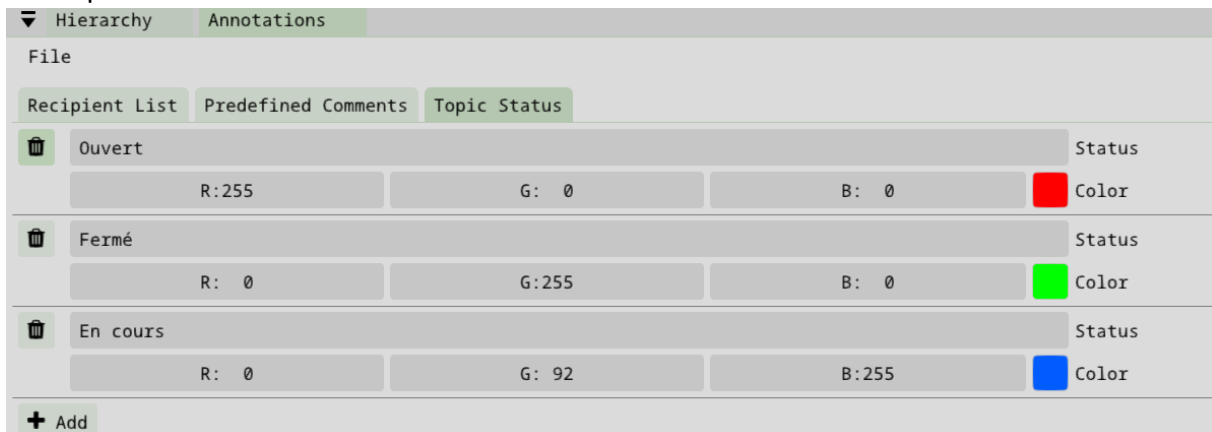 Hierarchy Annotations
File
Recipient List Predefined Comments Topic Status
Ouvert Status
R:255 G: 0 B: 0 Color
Fermé Status
R: 0 G:255 B: 0 Color
En cours Status
R: 0 G: 92 B:255 Color
Add